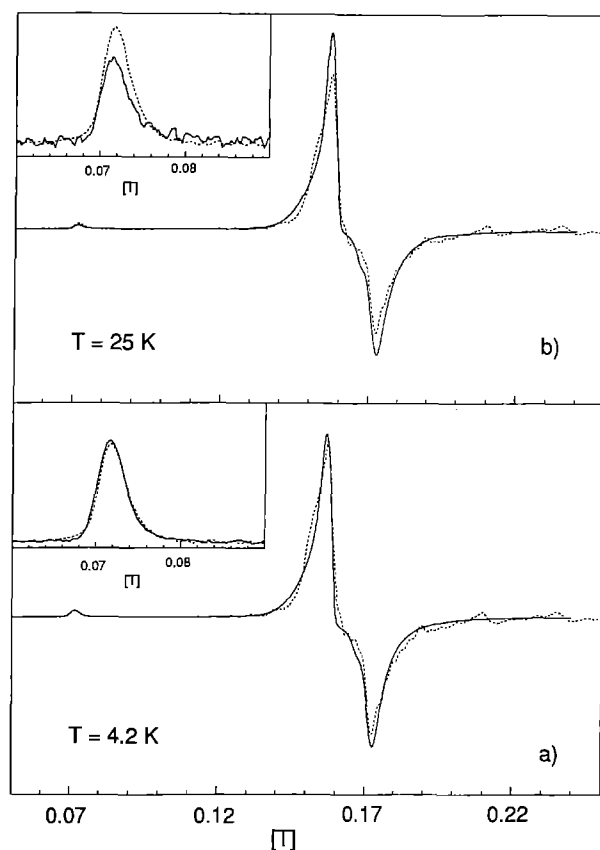 0.07 0.08
[T]
T = 25 K
b)
0.07 0.08
[T]
T = 4.2 K
a)
0.07 0.12 0.17 0.22
[T]